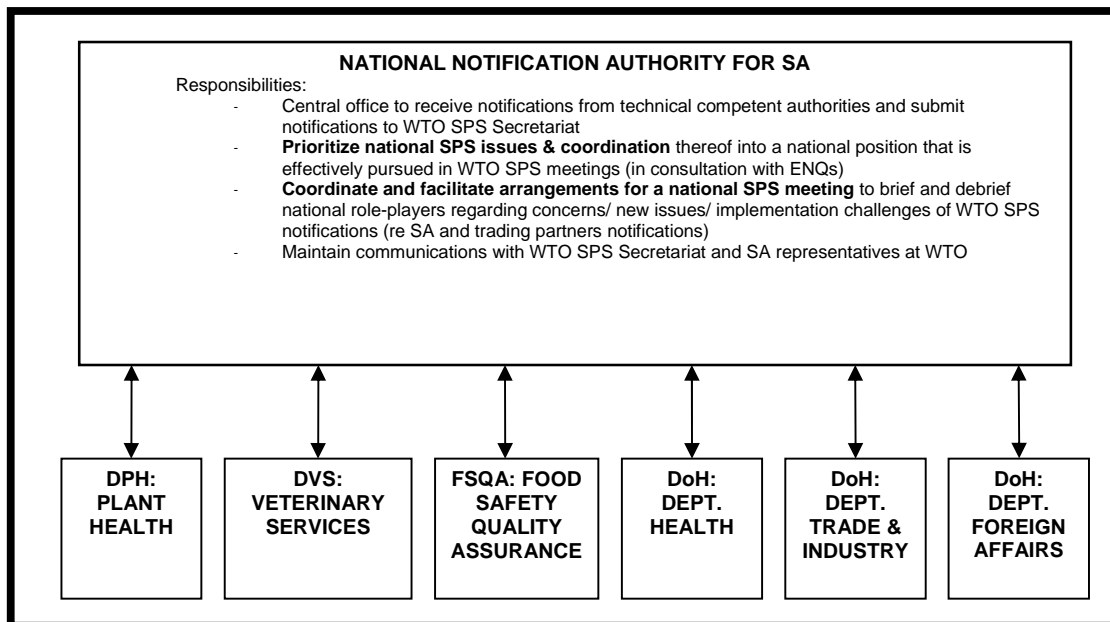 NATIONAL NOTIFICATION AUTHORITY FOR SA
Responsibilities:
- Central office to receive notifications from technical competent authorities and submit
notifications to WTO SPS Secretariat
- Prioritize national SPS issues & coordination thereof into a national position that is
effectively pursued in WTO SPS meetings (in consultation with ENQs)
- Coordinate and facilitate arrangements for a national SPS meeting to brief and debrief
national role-players regarding concerns/ new issues/ implementation challenges of WTO SPS
notifications (re SA and trading partners notifications)
- Maintain communications with WTO SPS Secretariat and SA representatives at WTO
DPH:
PLANT
HEALTH
DVS:
VETERINARY
SERVICES
FSQA: FOOD
SAFETY
QUALITY
ASSURANCE
DoH:
DEPT.
HEALTH
DoH:
DEPT.
TRADE &
INDUSTRY
DoH:
DEPT.
FOREIGN
AFFAIRS